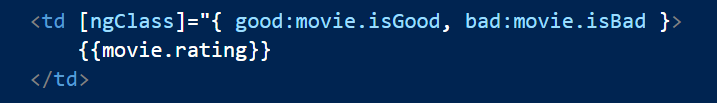 <td [ngClass]="{ good:movie.isGood, bad:movie.isBad }>
{{movie.rating}}
</td>